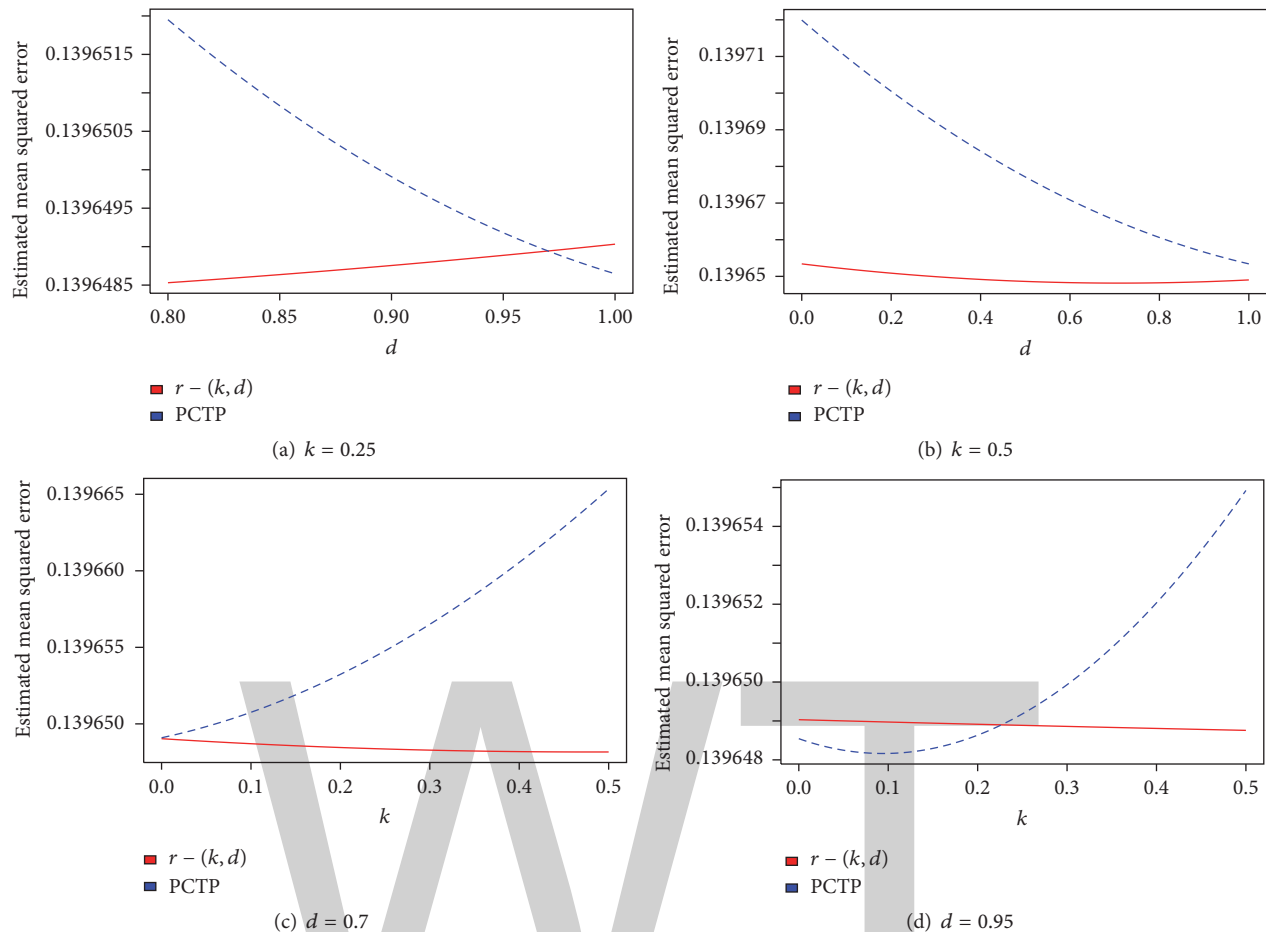 Estimated mean squared error
0.1396515
0.1396505
0.1396495
0.1396485
0.80 0.85 0.90 0.95 1.00
d
r − (k, d)
PCTP
(a) k = 0.25
Estimated mean squared error
0.13971
0.13969
0.13967
0.13965
0.0 0.2 0.4 0.6 0.8 1.0
d
r − (k, d)
PCTP
(b) k = 0.5
Estimated mean squared error
0.139665
0.139660
0.139655
0.139650
0.0 0.1 0.2 0.3 0.4 0.5
k
r − (k, d)
PCTP
(c) d = 0.7
Estimated mean squared error
0.139654
0.139652
0.139650
0.139648
0.0 0.1 0.2 0.3 0.4 0.5
k
r − (k, d)
PCTP
(d) d = 0.95
WT